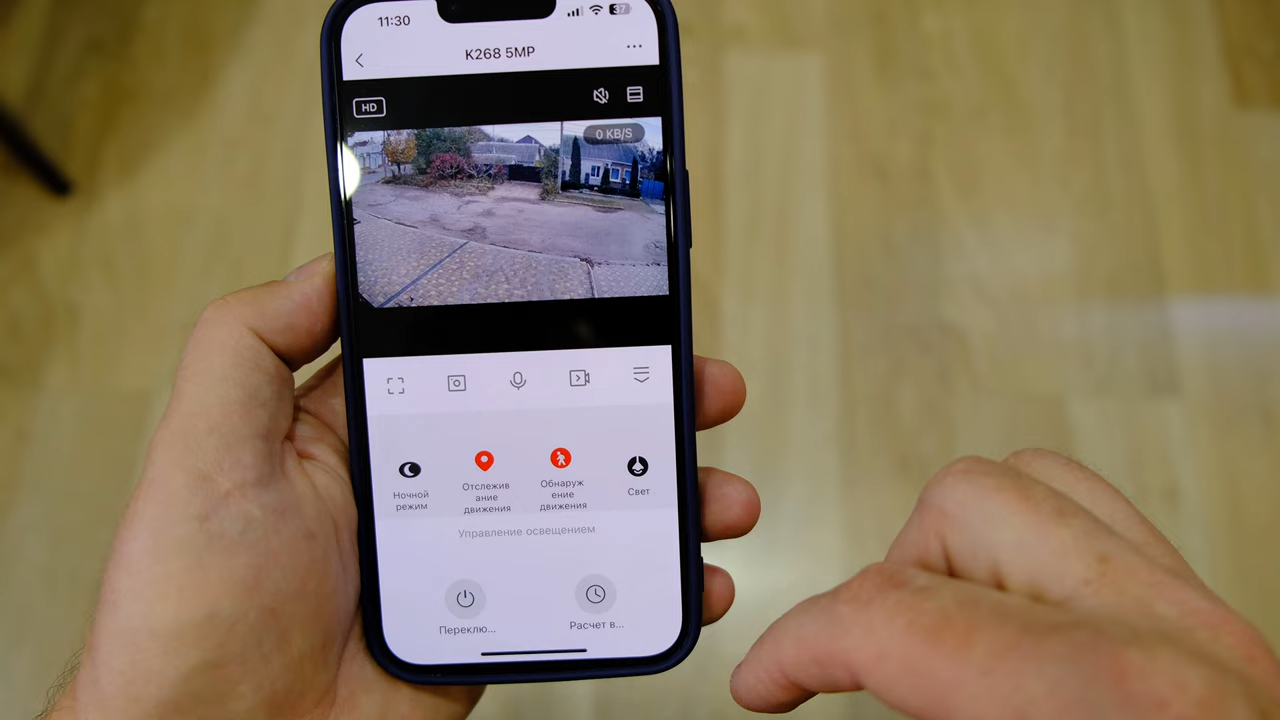 11:30
37
K268 5MP
HD
0 KB/S
Ночной
режим
Отслежив
ание
движения
Обнаруж
ение
движения
Свет
Управление освещением
Переклю...
Расчет в...